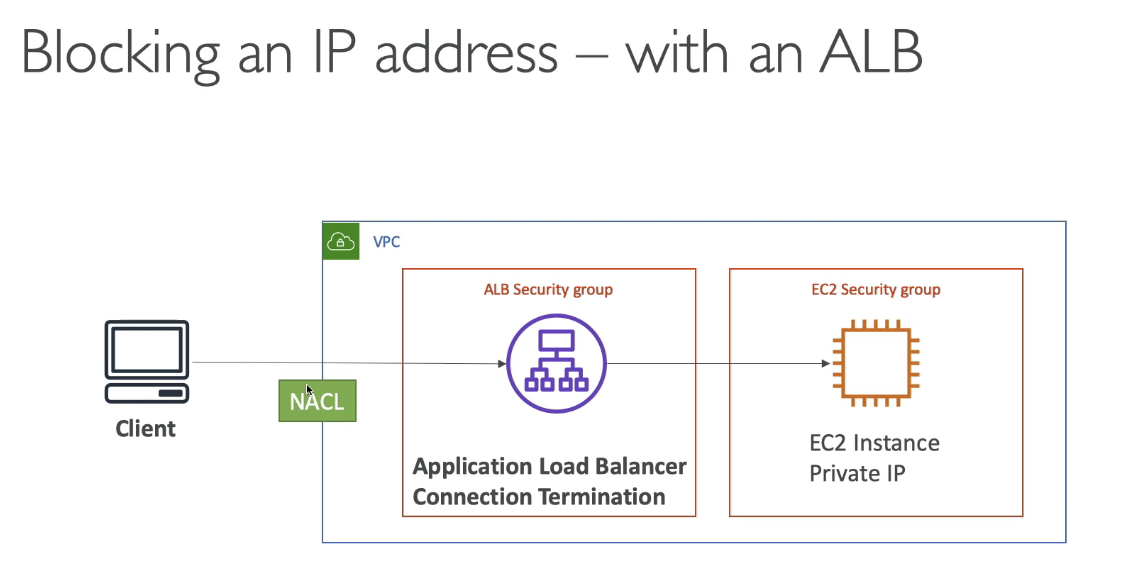 Blocking an IP address – with an ALB
VPC
ALB Security group
EC2 Security group
NACL
Client
Application Load Balancer
Connection Termination
EC2 Instance
Private IP